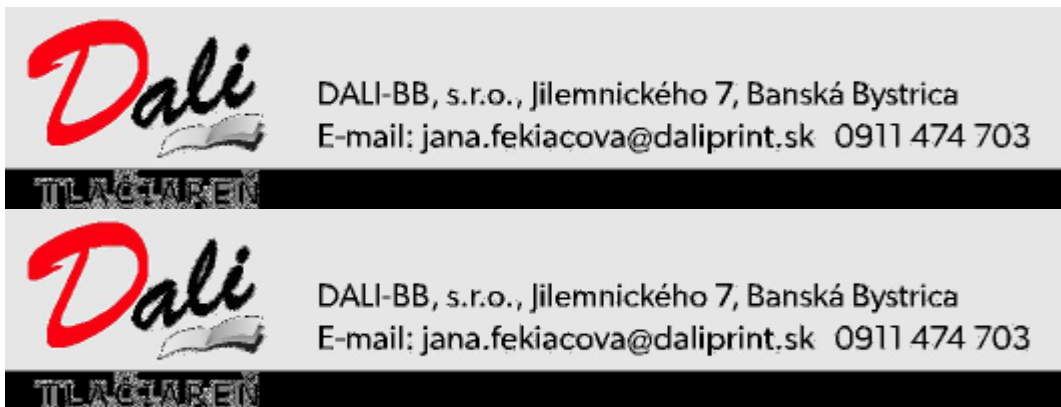 Dali
DALI-BB, s.r.o., Jilemnického 7, Banská Bystrica
E-mail: jana.fekiacova@daliprint.sk 0911 474 703
TLAČIAREŇ
Dali
DALI-BB, s.r.o., Jilemnického 7, Banská Bystrica
E-mail: jana.fekiacova@daliprint.sk 0911 474 703
TLAČIAREŇ